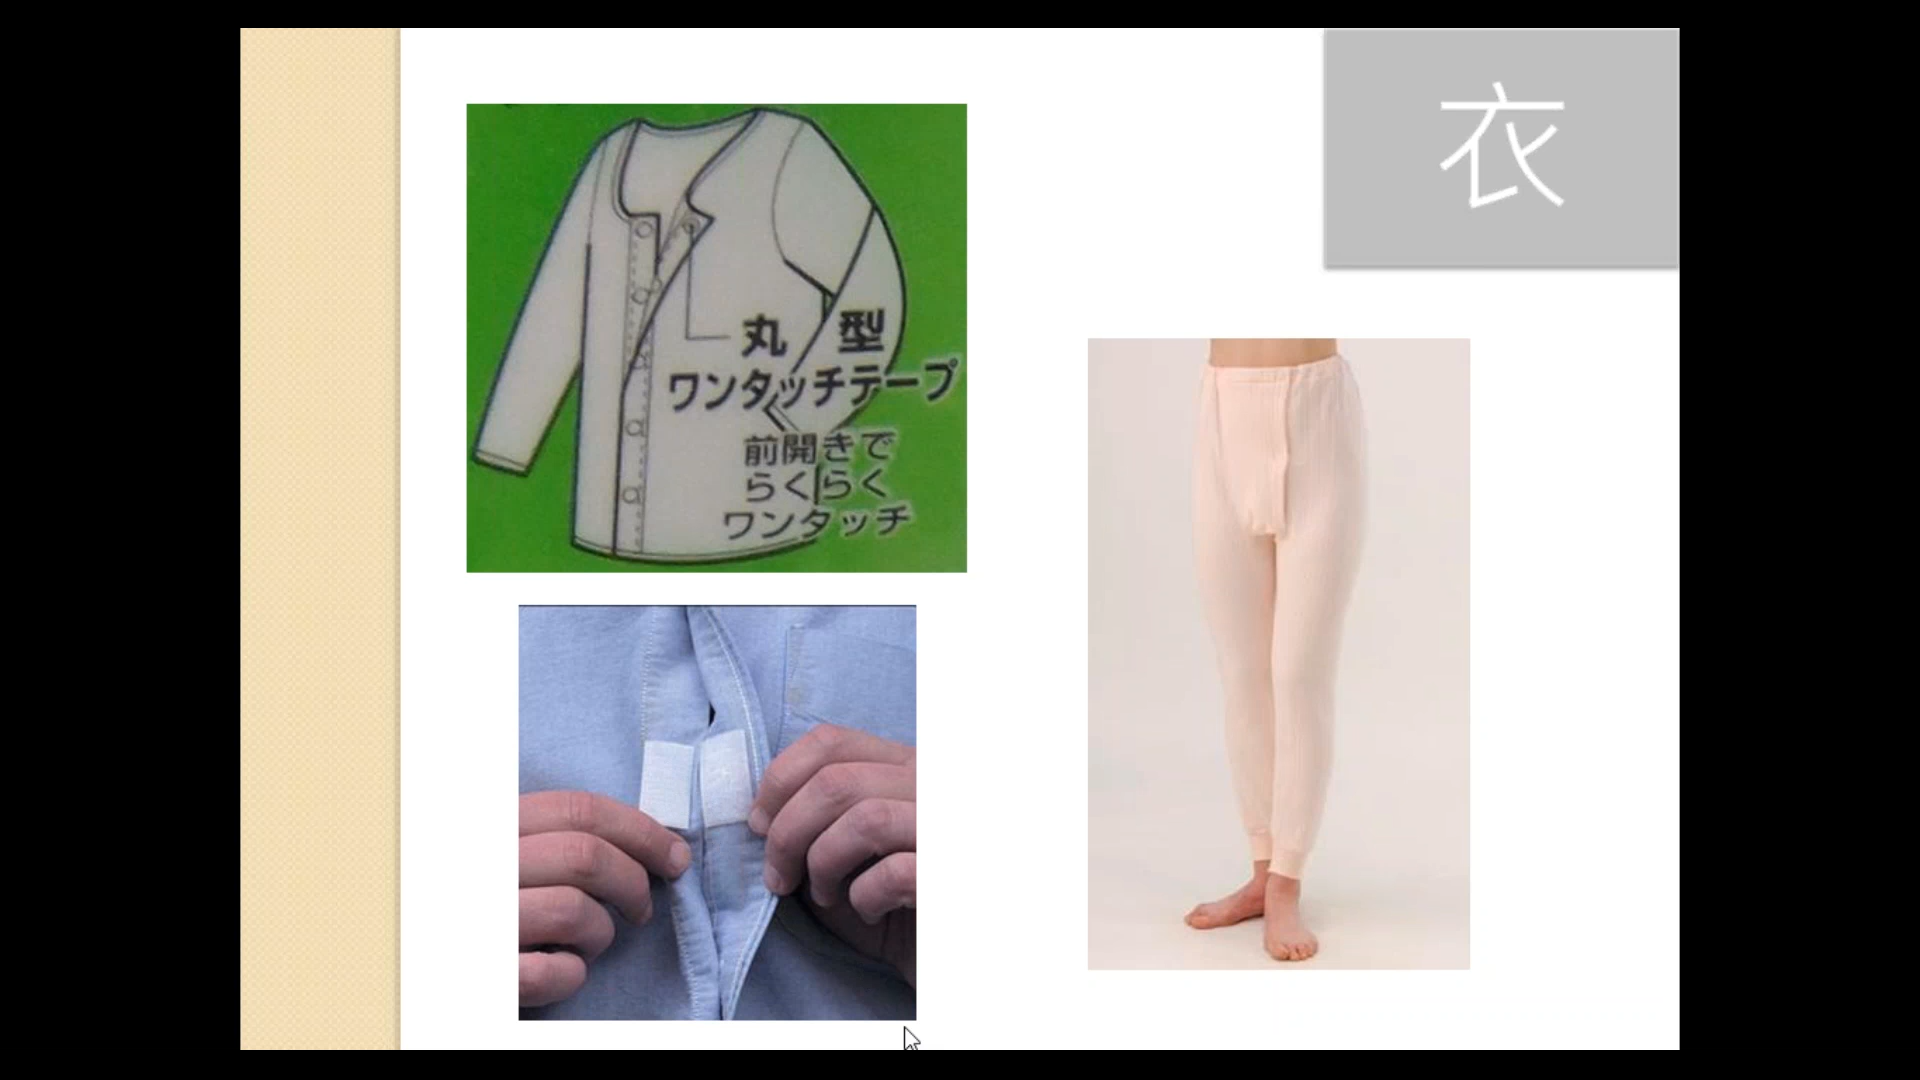 衣
丸型
ワンタッチテープ
前開きで
らくらく
ワンタッチ